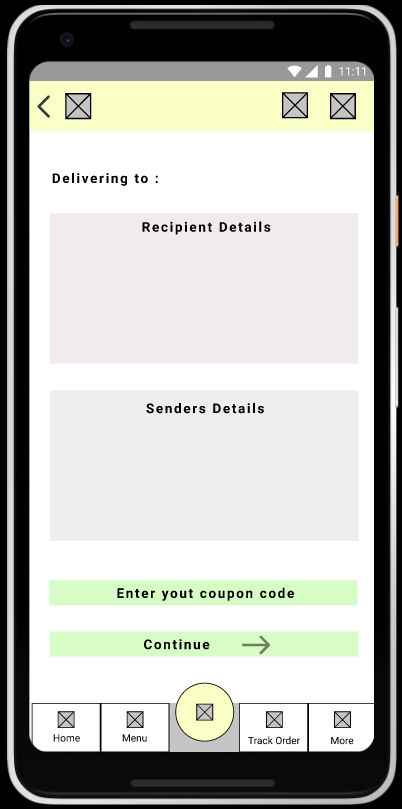 11:11
Delivering to :
Recipient Details
Senders Details
Enter yout coupon code
Continue
Home
Menu
Track Order
More